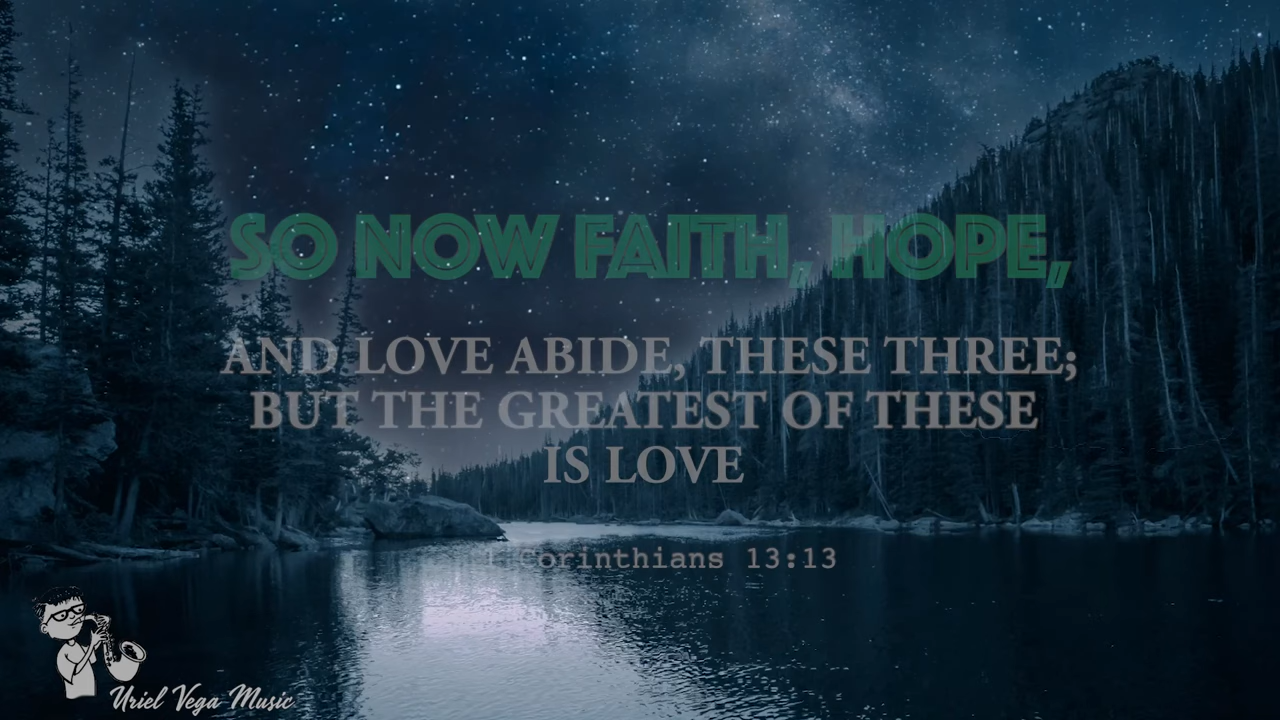 SO NOW FAITH, HOPE,
AND LOVE ABIDE, THESE THREE;
BUT THE GREATEST OF THESE
IS LOVE
1 Corinthians 13:13
Uriel Vega Music